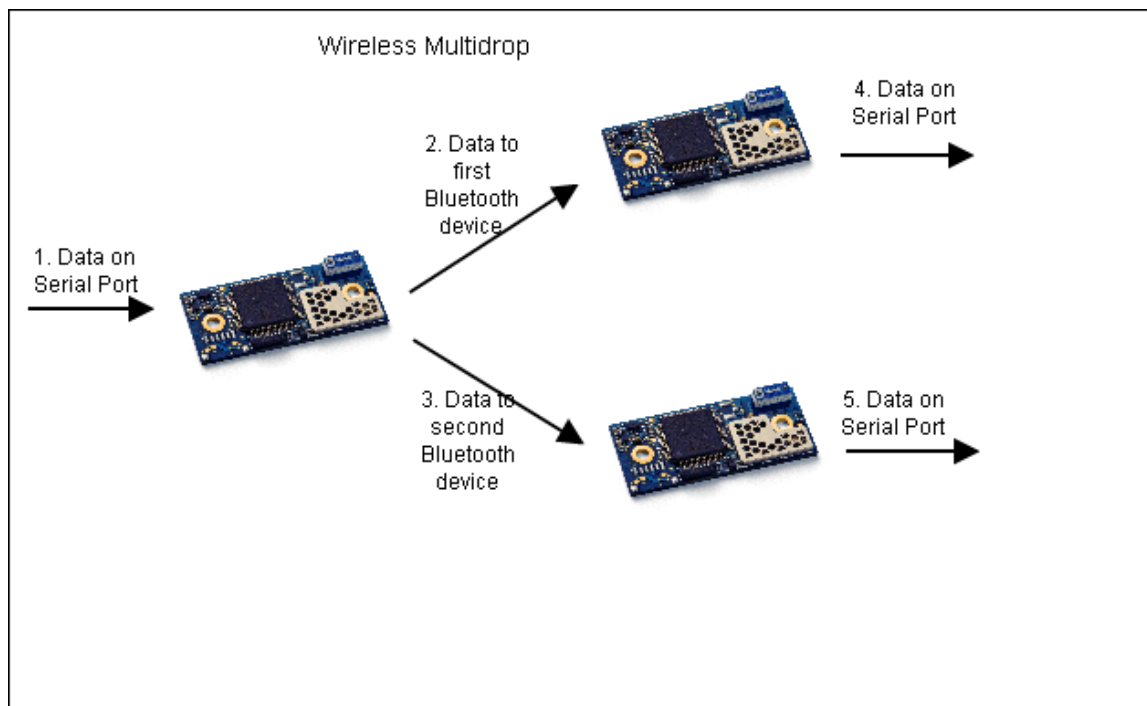 Wireless Multidrop
1. Data on
Serial Port
2. Data to
first
Bluetooth
device
3. Data to
second
Bluetooth
device
4. Data on
Serial Port
5. Data on
Serial Port